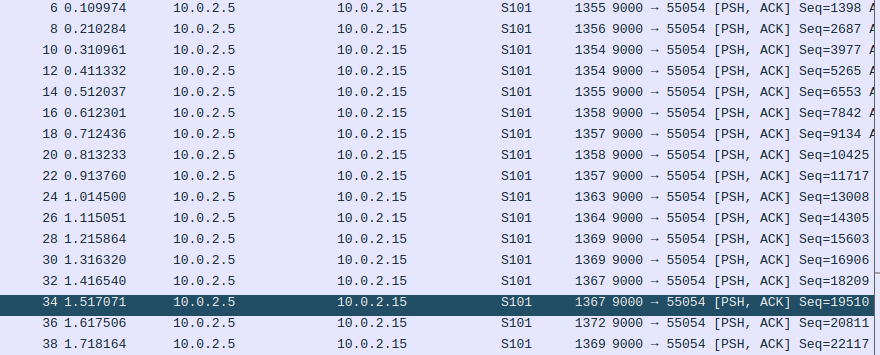 6 0.109974 10.0.2.5 10.0.2.15 S101 1355 9000 → 55054 [PSH, ACK] Seq=1398 A
8 0.210284 10.0.2.5 10.0.2.15 S101 1356 9000 → 55054 [PSH, ACK] Seq=2687 A
10 0.310961 10.0.2.5 10.0.2.15 S101 1354 9000 → 55054 [PSH, ACK] Seq=3977 A
12 0.411332 10.0.2.5 10.0.2.15 S101 1354 9000 → 55054 [PSH, ACK] Seq=5265 A
14 0.512037 10.0.2.5 10.0.2.15 S101 1355 9000 → 55054 [PSH, ACK] Seq=6553 A
16 0.612301 10.0.2.5 10.0.2.15 S101 1358 9000 → 55054 [PSH, ACK] Seq=7842 A
18 0.712436 10.0.2.5 10.0.2.15 S101 1357 9000 → 55054 [PSH, ACK] Seq=9134 A
20 0.813233 10.0.2.5 10.0.2.15 S101 1358 9000 → 55054 [PSH, ACK] Seq=10425
22 0.913760 10.0.2.5 10.0.2.15 S101 1357 9000 → 55054 [PSH, ACK] Seq=11717
24 1.014500 10.0.2.5 10.0.2.15 S101 1363 9000 → 55054 [PSH, ACK] Seq=13008
26 1.115051 10.0.2.5 10.0.2.15 S101 1364 9000 → 55054 [PSH, ACK] Seq=14305
28 1.215864 10.0.2.5 10.0.2.15 S101 1369 9000 → 55054 [PSH, ACK] Seq=15603
30 1.316320 10.0.2.5 10.0.2.15 S101 1369 9000 → 55054 [PSH, ACK] Seq=16906
32 1.416540 10.0.2.5 10.0.2.15 S101 1367 9000 → 55054 [PSH, ACK] Seq=18209
34 1.517071 10.0.2.5 10.0.2.15 S101 1367 9000 → 55054 [PSH, ACK] Seq=19510
36 1.617506 10.0.2.5 10.0.2.15 S101 1372 9000 → 55054 [PSH, ACK] Seq=20811
38 1.718164 10.0.2.5 10.0.2.15 S101 1369 9000 → 55054 [PSH, ACK] Seq=22117